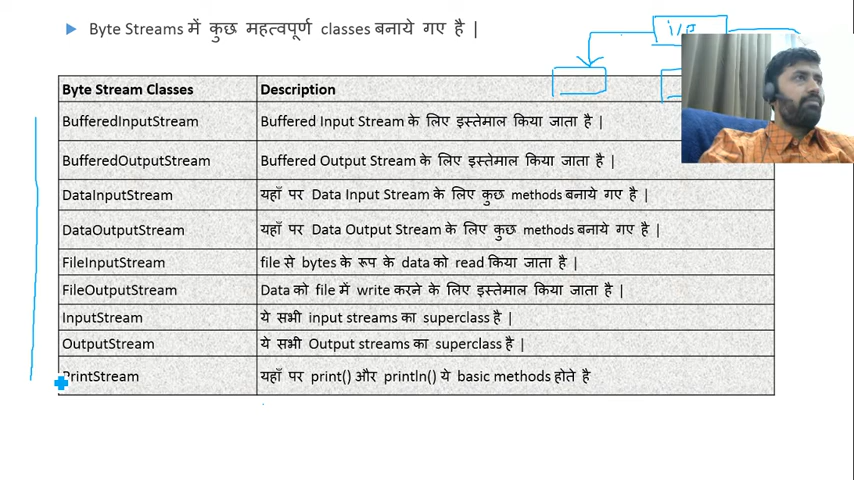 Byte Streams में कुछ महत्वपूर्ण classes बनाये गए है |
i/p
Byte Stream Classes Description
BufferedInputStream Buffered Input Stream के लिए इस्तेमाल किया जाता है |
BufferedOutputStream Buffered Output Stream के लिए इस्तेमाल किया जाता है |
DataInputStream यहाँ पर Data Input Stream के लिए कुछ methods बनाये गए है |
DataOutputStream यहाँ पर Data Output Stream के लिए कुछ methods बनाये गए है |
FileInputStream file से bytes के रूप के data को read किया जाता है |
FileOutputStream Data को file में write करने के लिए इस्तेमाल किया जाता है |
InputStream ये सभी input streams का superclass है |
OutputStream ये सभी Output streams का superclass है |
PrintStream यहाँ पर print() और println() ये basic methods होते है